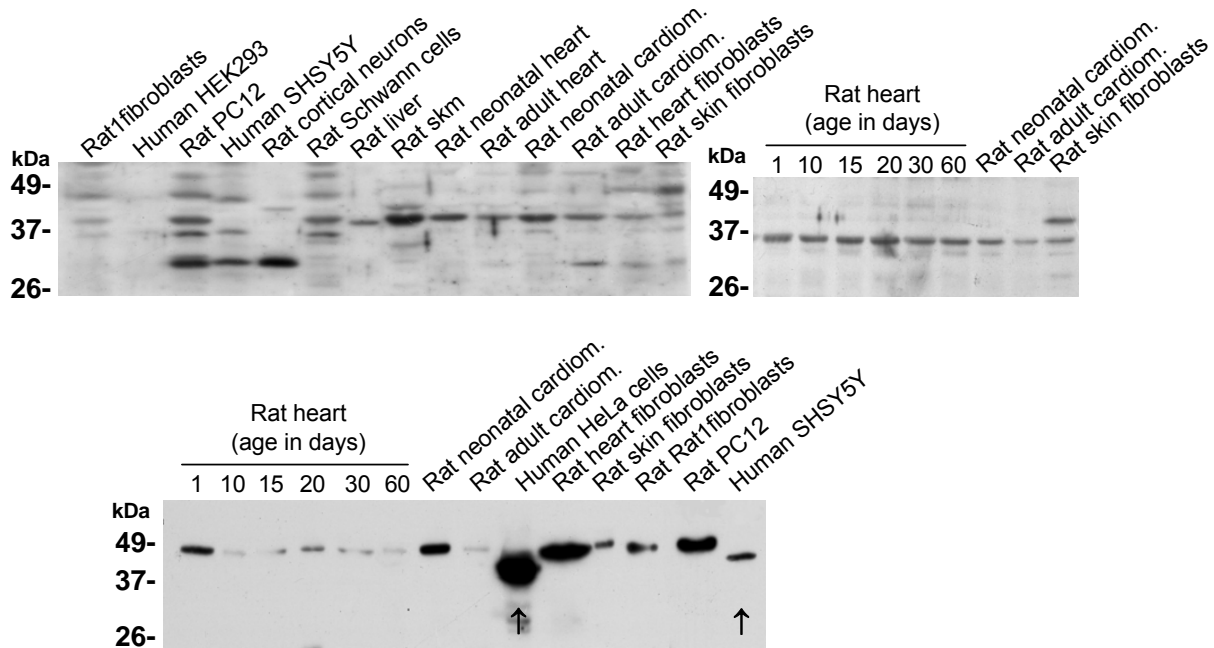 Rat1fibroblasts
Human HEK293
Rat PC12
Human SHSY5Y
Rat cortical neurons
Rat Schwann cells
Rat liver
Rat skm
Rat neonatal heart
Rat adult heart
Rat neonatal cardiom.
Rat adult cardiom.
Rat heart fibroblasts
Rat skin fibroblasts
kDa
49-
37-
26-
Rat heart
(age in days)
1 10 15 20 30 60
Rat neonatal cardiom.
Rat adult cardiom.
Rat skin fibroblasts
kDa
49-
37-
26-
Rat heart
(age in days)
1 10 15 20 30 60
Rat neonatal cardiom.
Rat adult cardiom.
Human HeLa cells
Rat heart fibroblasts
Rat skin fibroblasts
Rat Rat1fibroblasts
Rat PC12
Human SHSY5Y
kDa
49-
37-
26-